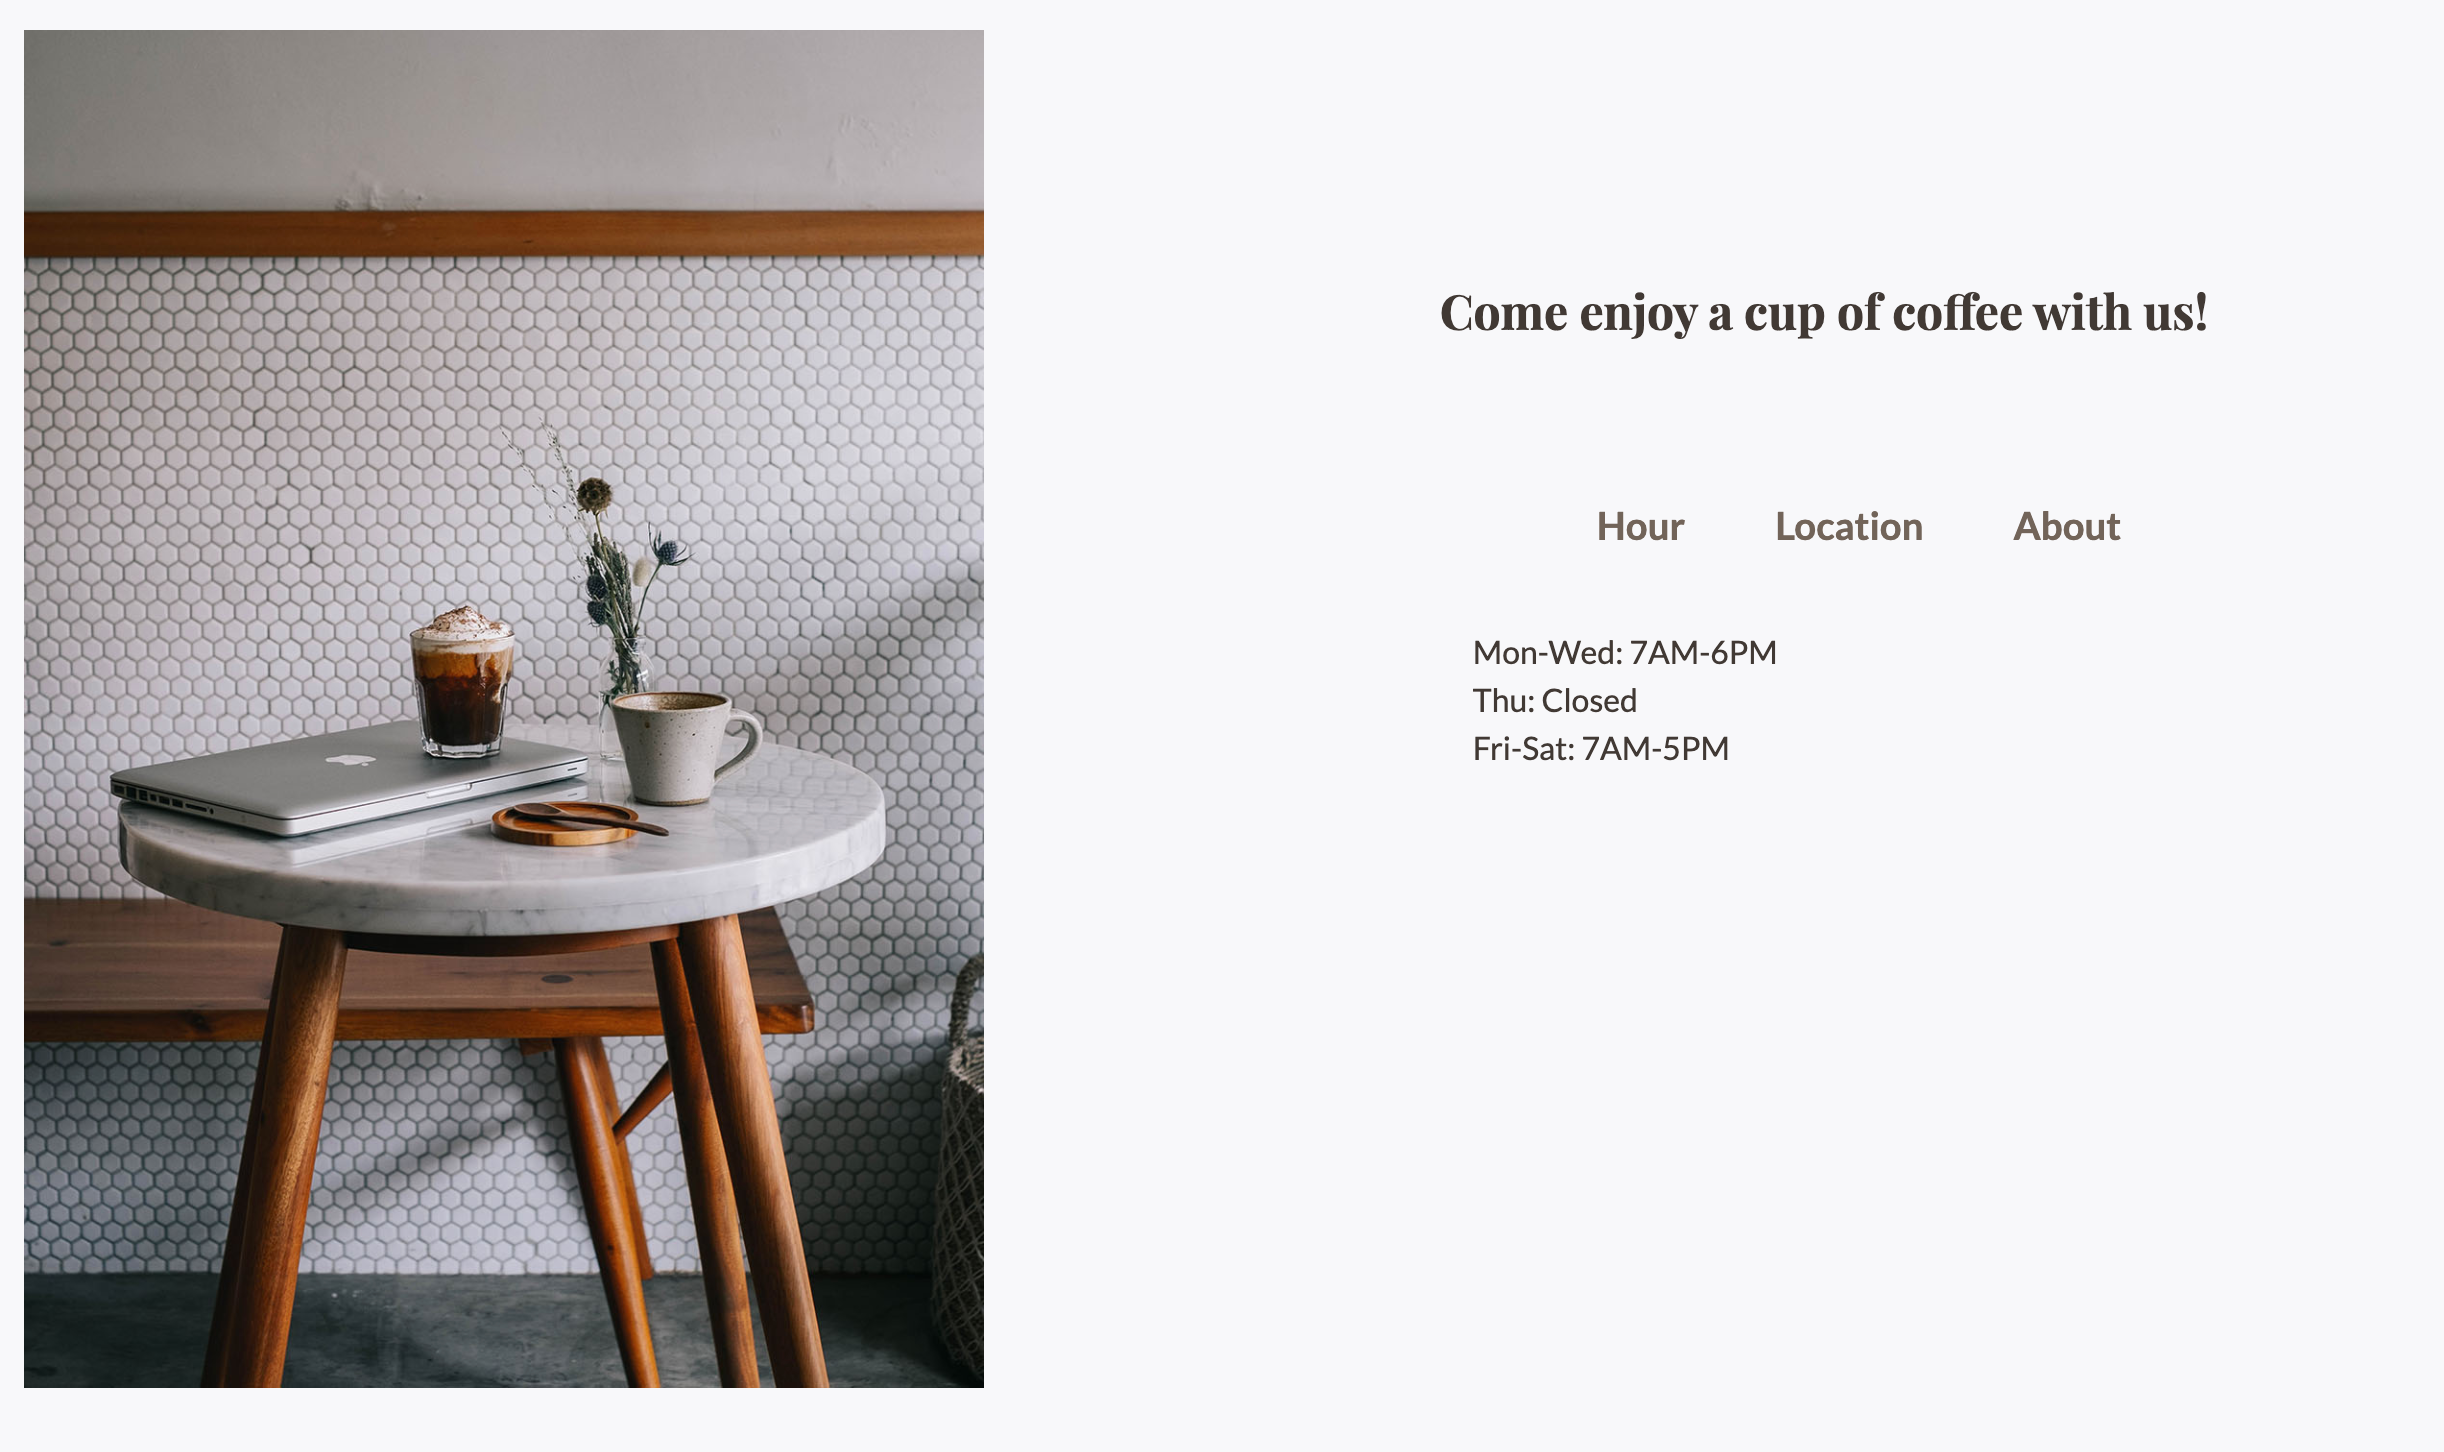 Come enjoy a cup of coffee with us!
Hour Location About
Mon-Wed: 7AM-6PM
Thu: Closed
Fri-Sat: 7AM-5PM